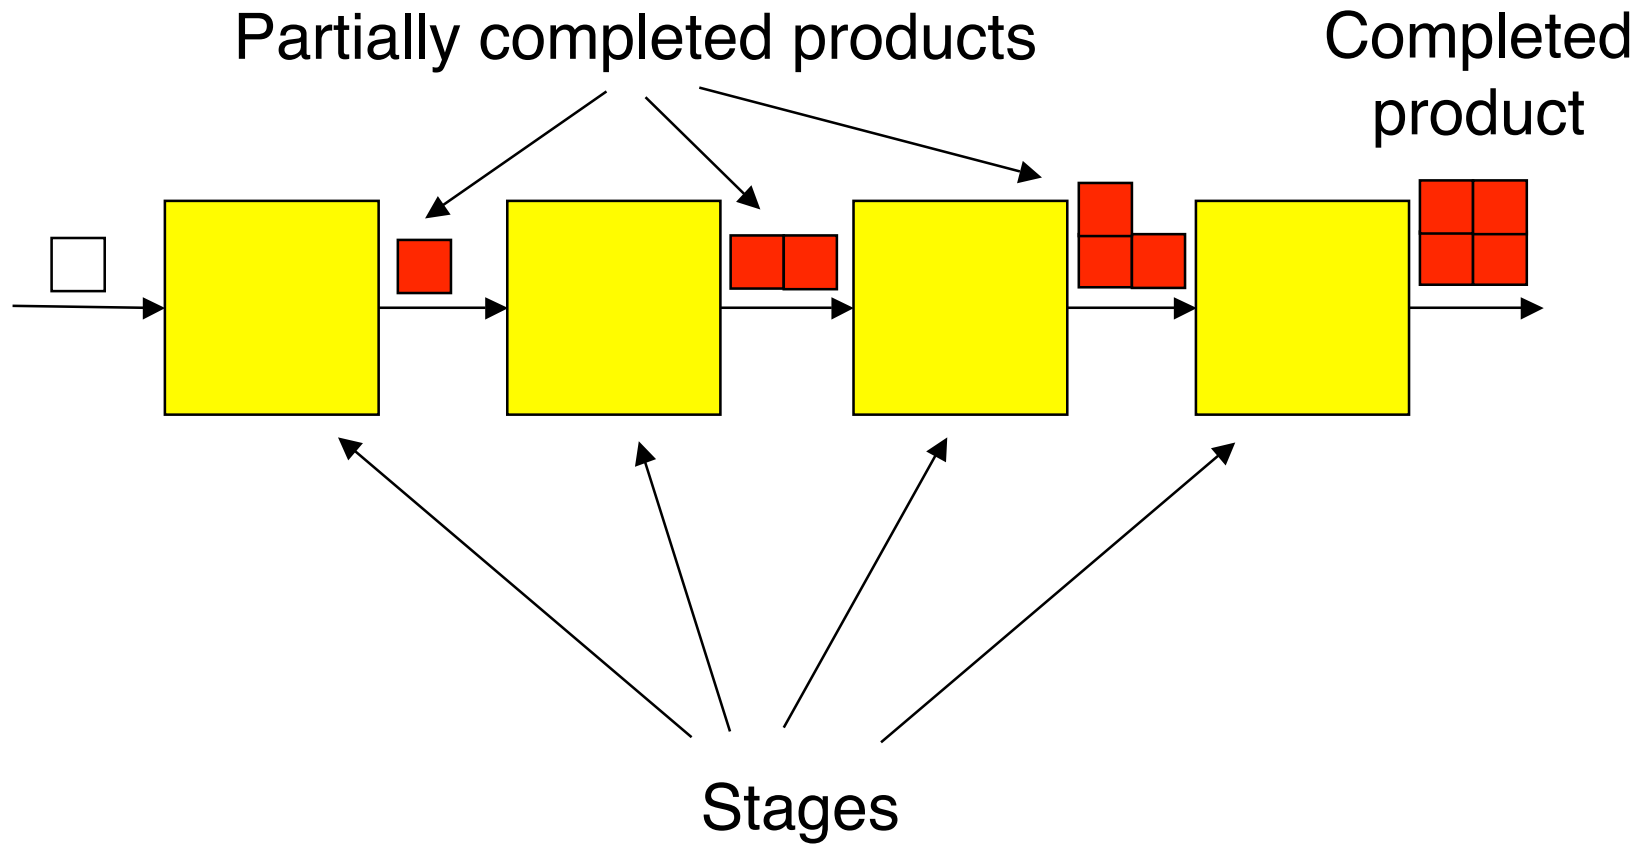 Partially completed products
Completed
product
Stages